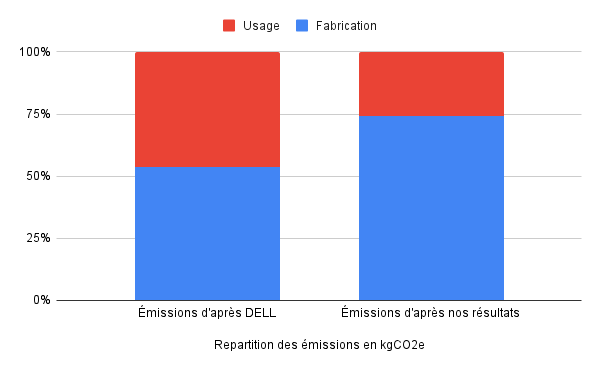 Usage Fabrication
100%
75%
50%
25%
0%
Émissions d'après DELL Émissions d'après nos résultats
Repartition des émissions en kgCO2e